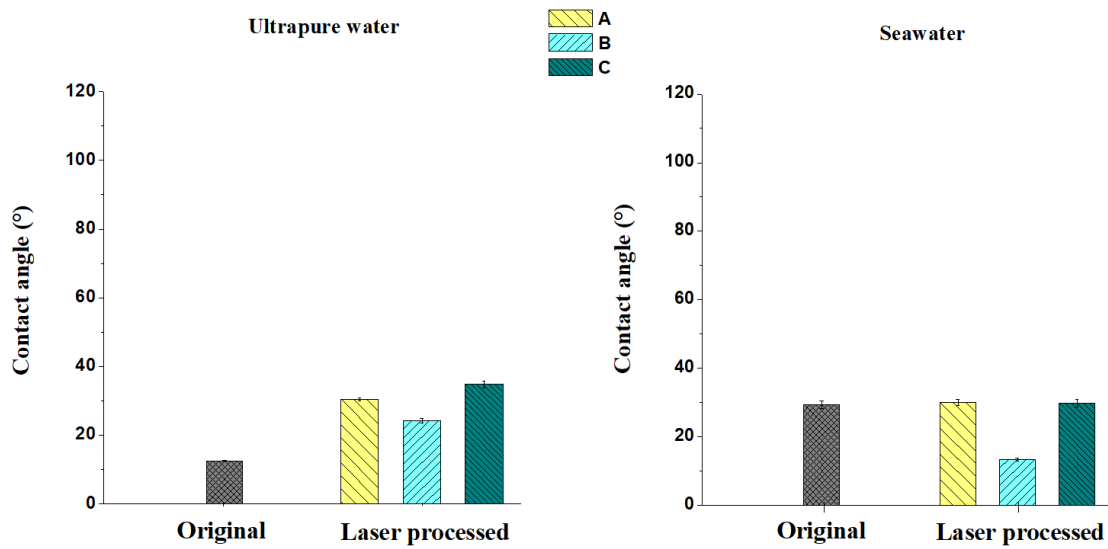 Ultrapure water
A
B
C
Seawater
Contact angle (°)
120
100
80
60
40
20
0
Original
Laser processed
Contact angle (°)
120
100
80
60
40
20
0
Original
Laser processed